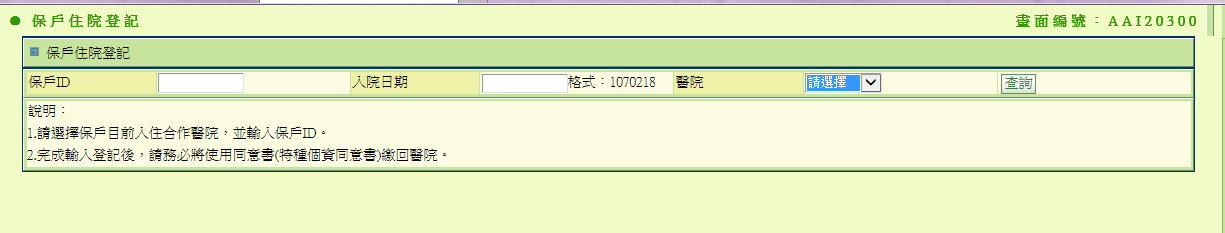 保戶住院登記 畫面編號：AAI20300
保戶住院登記
保戶ID 入院日期 格式：1070218 醫院 請選擇 查詢
說明：
1.請選擇保戶目前入住合作醫院，並輸入保戶ID。
2.完成輸入登記後，請務必將使用同意書(特種個資同意書)繳回醫院。